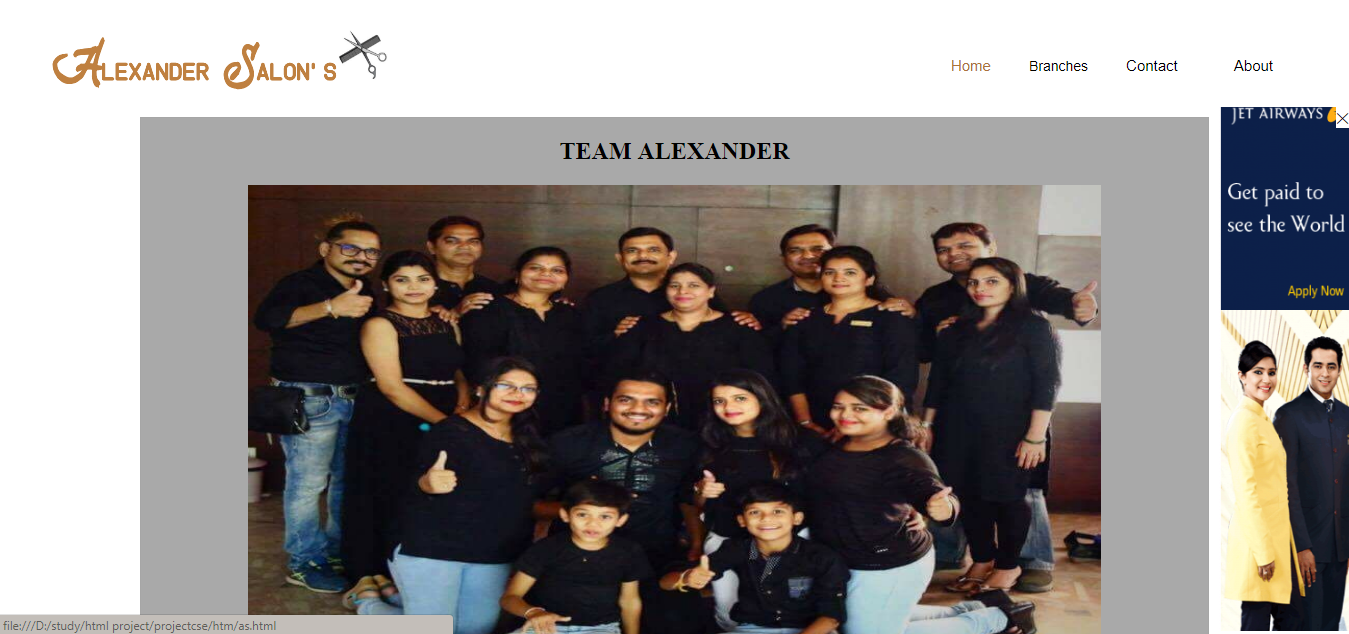 Alexander Salon's
Home Branches Contact About
JET AIRWAYS
TEAM ALEXANDER
Get paid to
see the World
Apply Now
file:///D:/study/html project/projectcse/htm/as.html